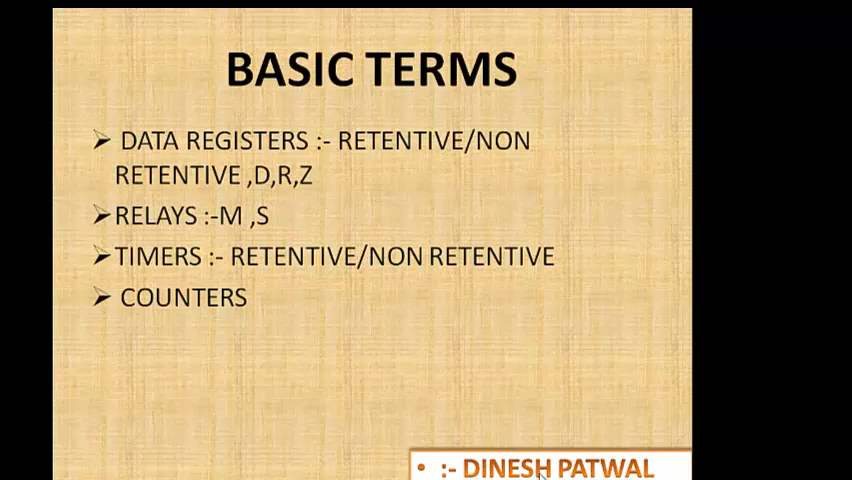 BASIC TERMS
➢ DATA REGISTERS :- RETENTIVE/NON
RETENTIVE ,D,R,Z
➢RELAYS :-M ,S
➢TIMERS :- RETENTIVE/NON RETENTIVE
➢ COUNTERS
• :- DINESH PATWAL